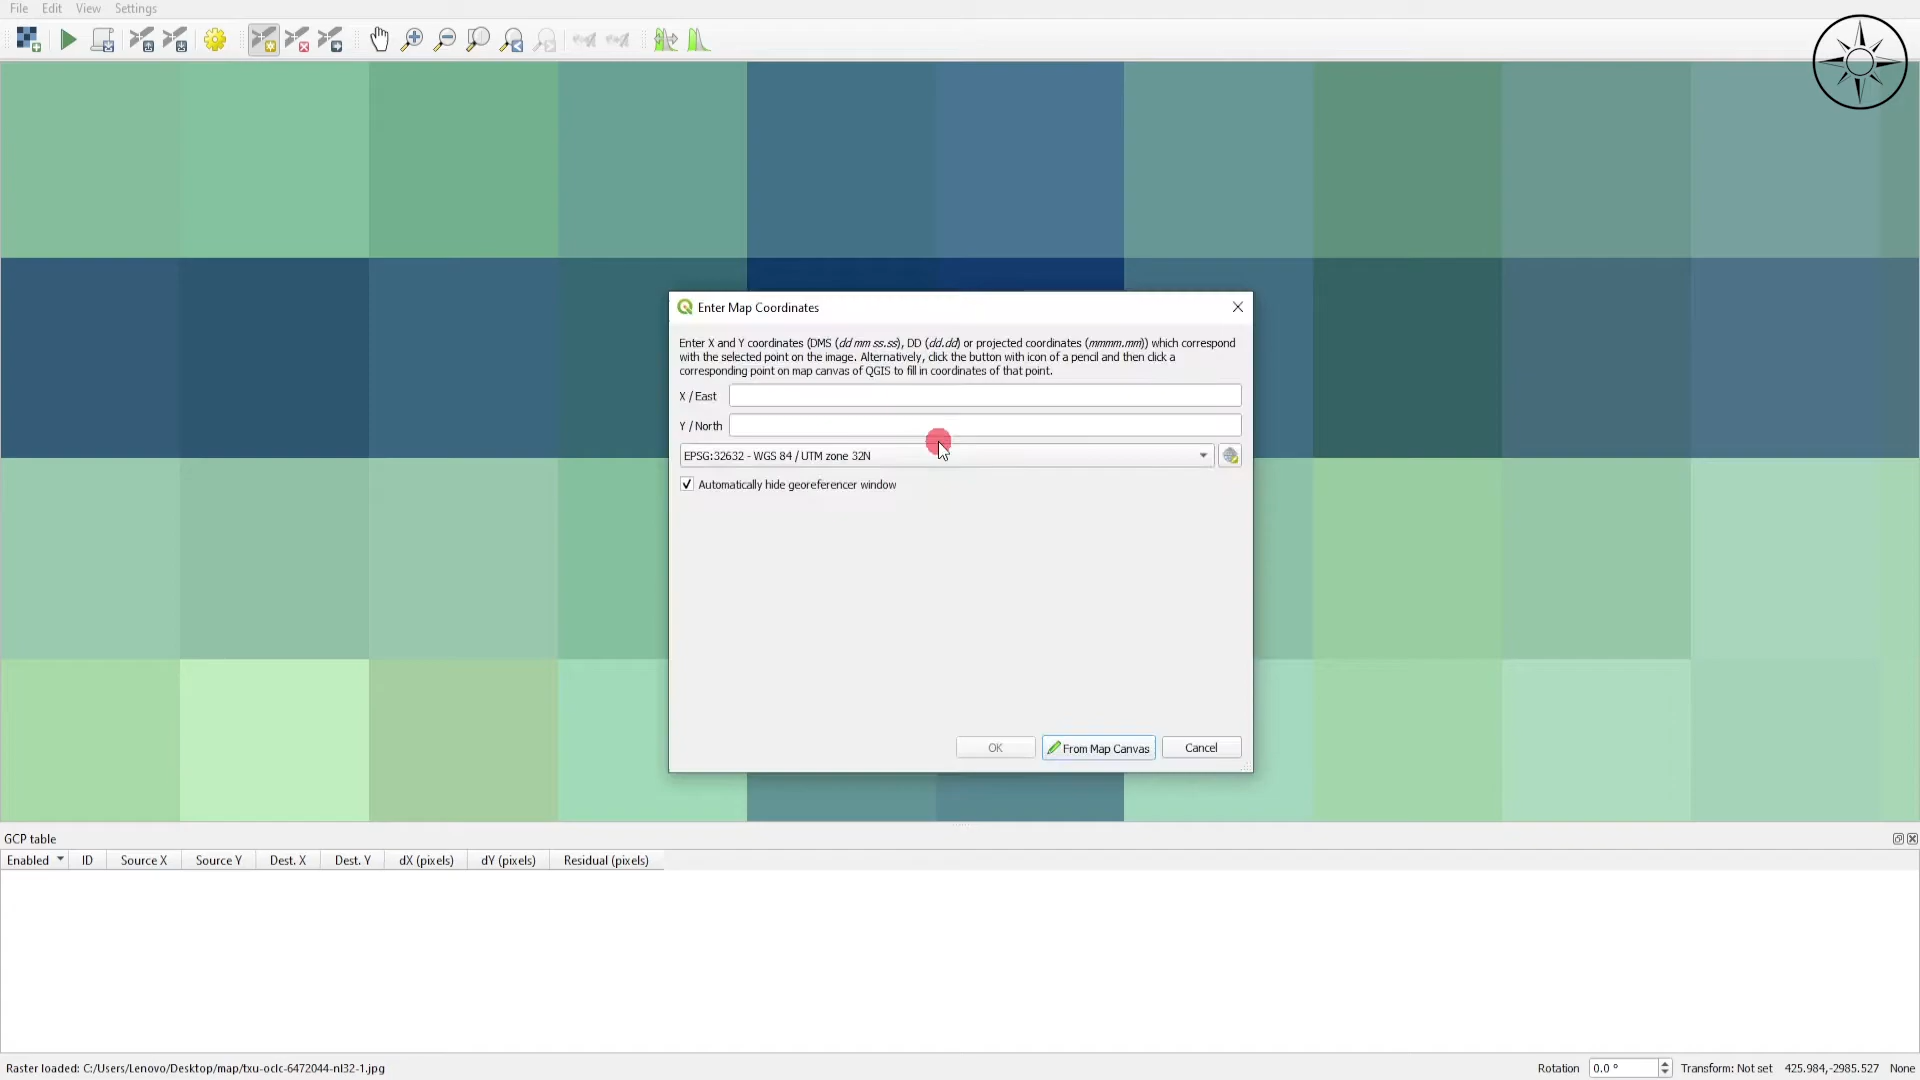 File Edit View Settings
Enter Map Coordinates
Enter X and Y coordinates (DMS (dd mm ss.ss), DD (dd.dd) or projected coordinates (mmmm.mm)) which correspond
with the selected point on the image. Alternatively, click the button with icon of a pencil and then click a
corresponding point on map canvas of QGIS to fill in coordinates of that point.
X / East
Y / North
EPSG:32632 - WGS 84 / UTM zone 32N
Automatically hide georeferencer window
OK From Map Canvas Cancel
GCP table
Enabled ID Source X Source Y Dest. X Dest. Y dX (pixels) dY (pixels) Residual (pixels)
Raster loaded: C:/Users/Lenovo/Desktop/map/txu-oclc-6472044-nl32-1.jpg Rotation 0.0 ° Transform: Not set 425.984,-2985.527 None